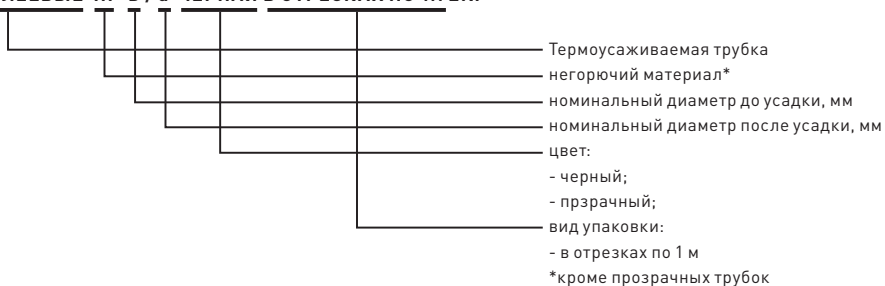 Термоусаживаемая трубка
негорючий материал*
номинальный диаметр до усадки, мм
номинальный диаметр после усадки, мм
цвет:
- черный;
- прзрачный;
вид упаковки:
- в отрезках по 1 м
*кроме прозрачных трубок